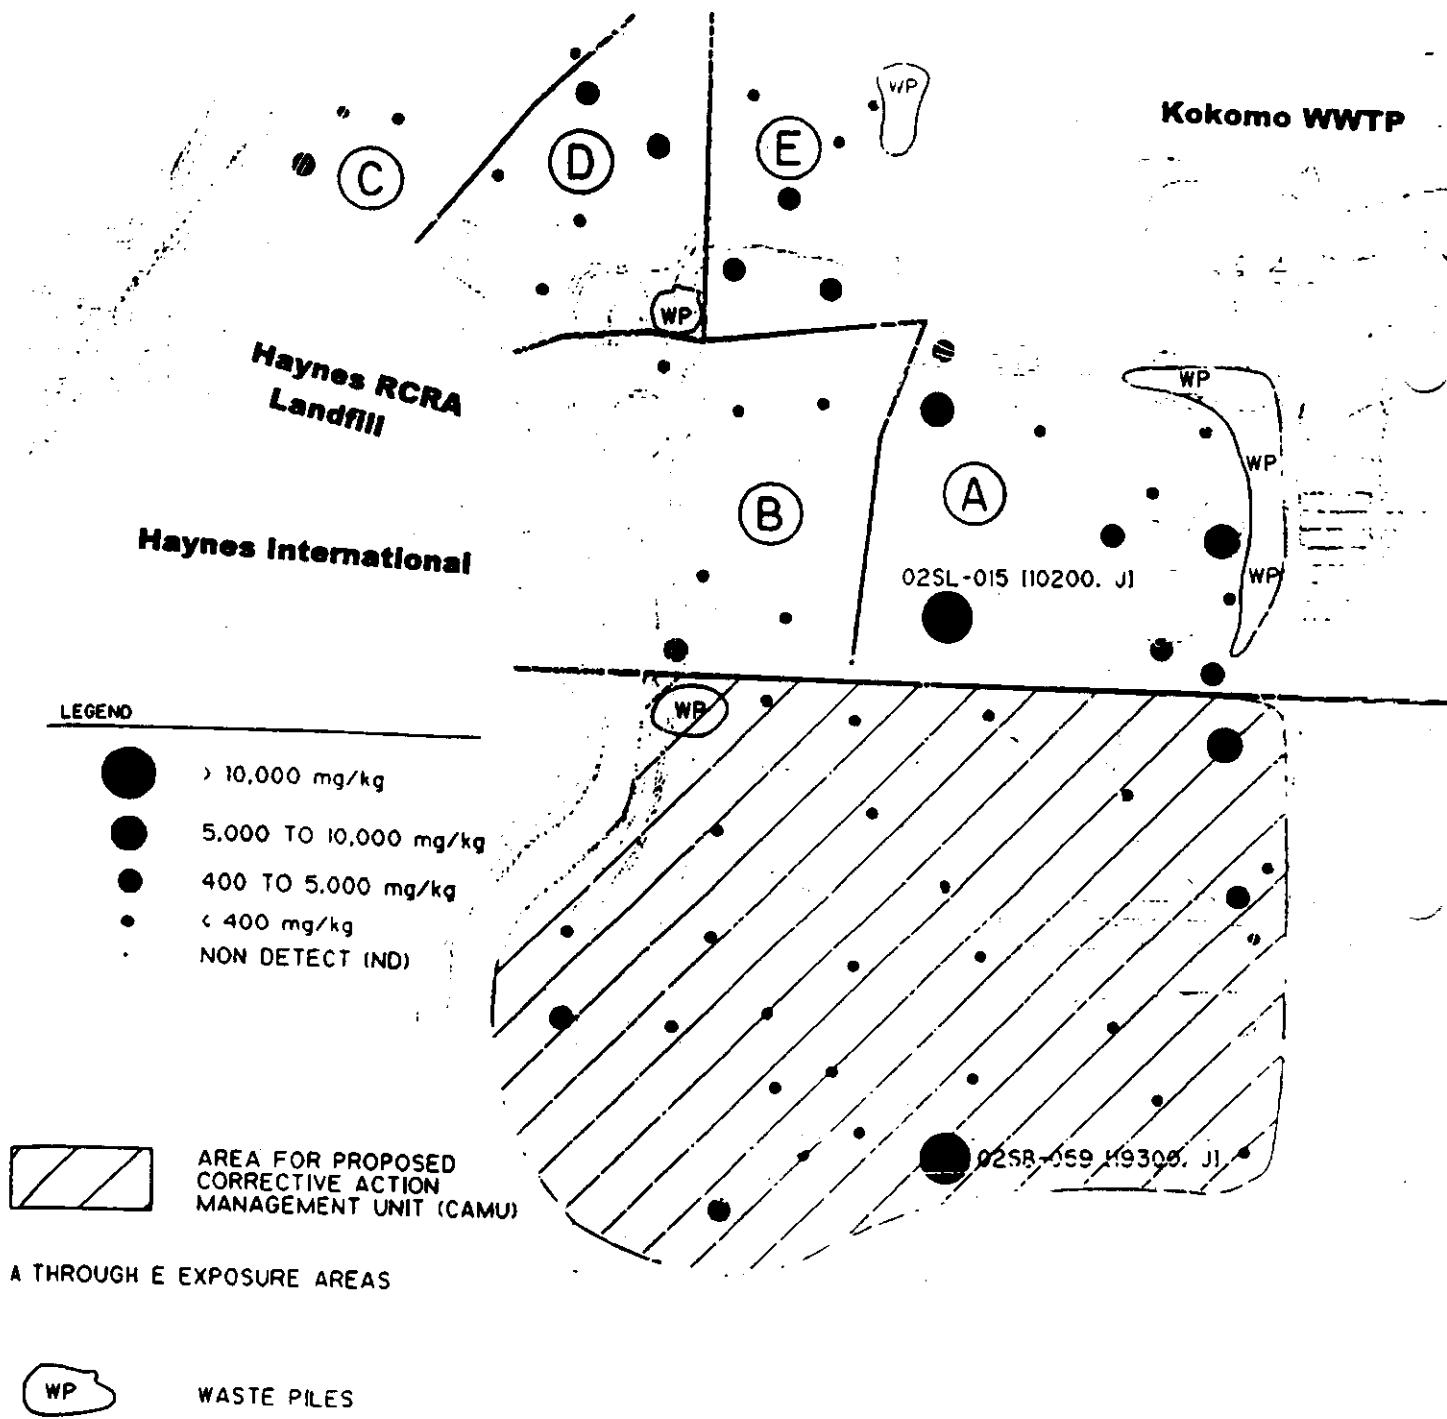 WP
Kokomo WWTP
C
D
E
WP
Haynes RCRA
Landfill
WP
WP
B
A
Haynes International
02SL-015 [10200. J]
WP
WP
LEGEND
> 10,000 mg/kg
5,000 TO 10,000 mg/kg
400 TO 5,000 mg/kg
< 400 mg/kg
NON DETECT (ND)
02SB-059 [19300. J]
AREA FOR PROPOSED
CORRECTIVE ACTION
MANAGEMENT UNIT (CAMU)
A THROUGH E EXPOSURE AREAS
WP
WASTE PILES